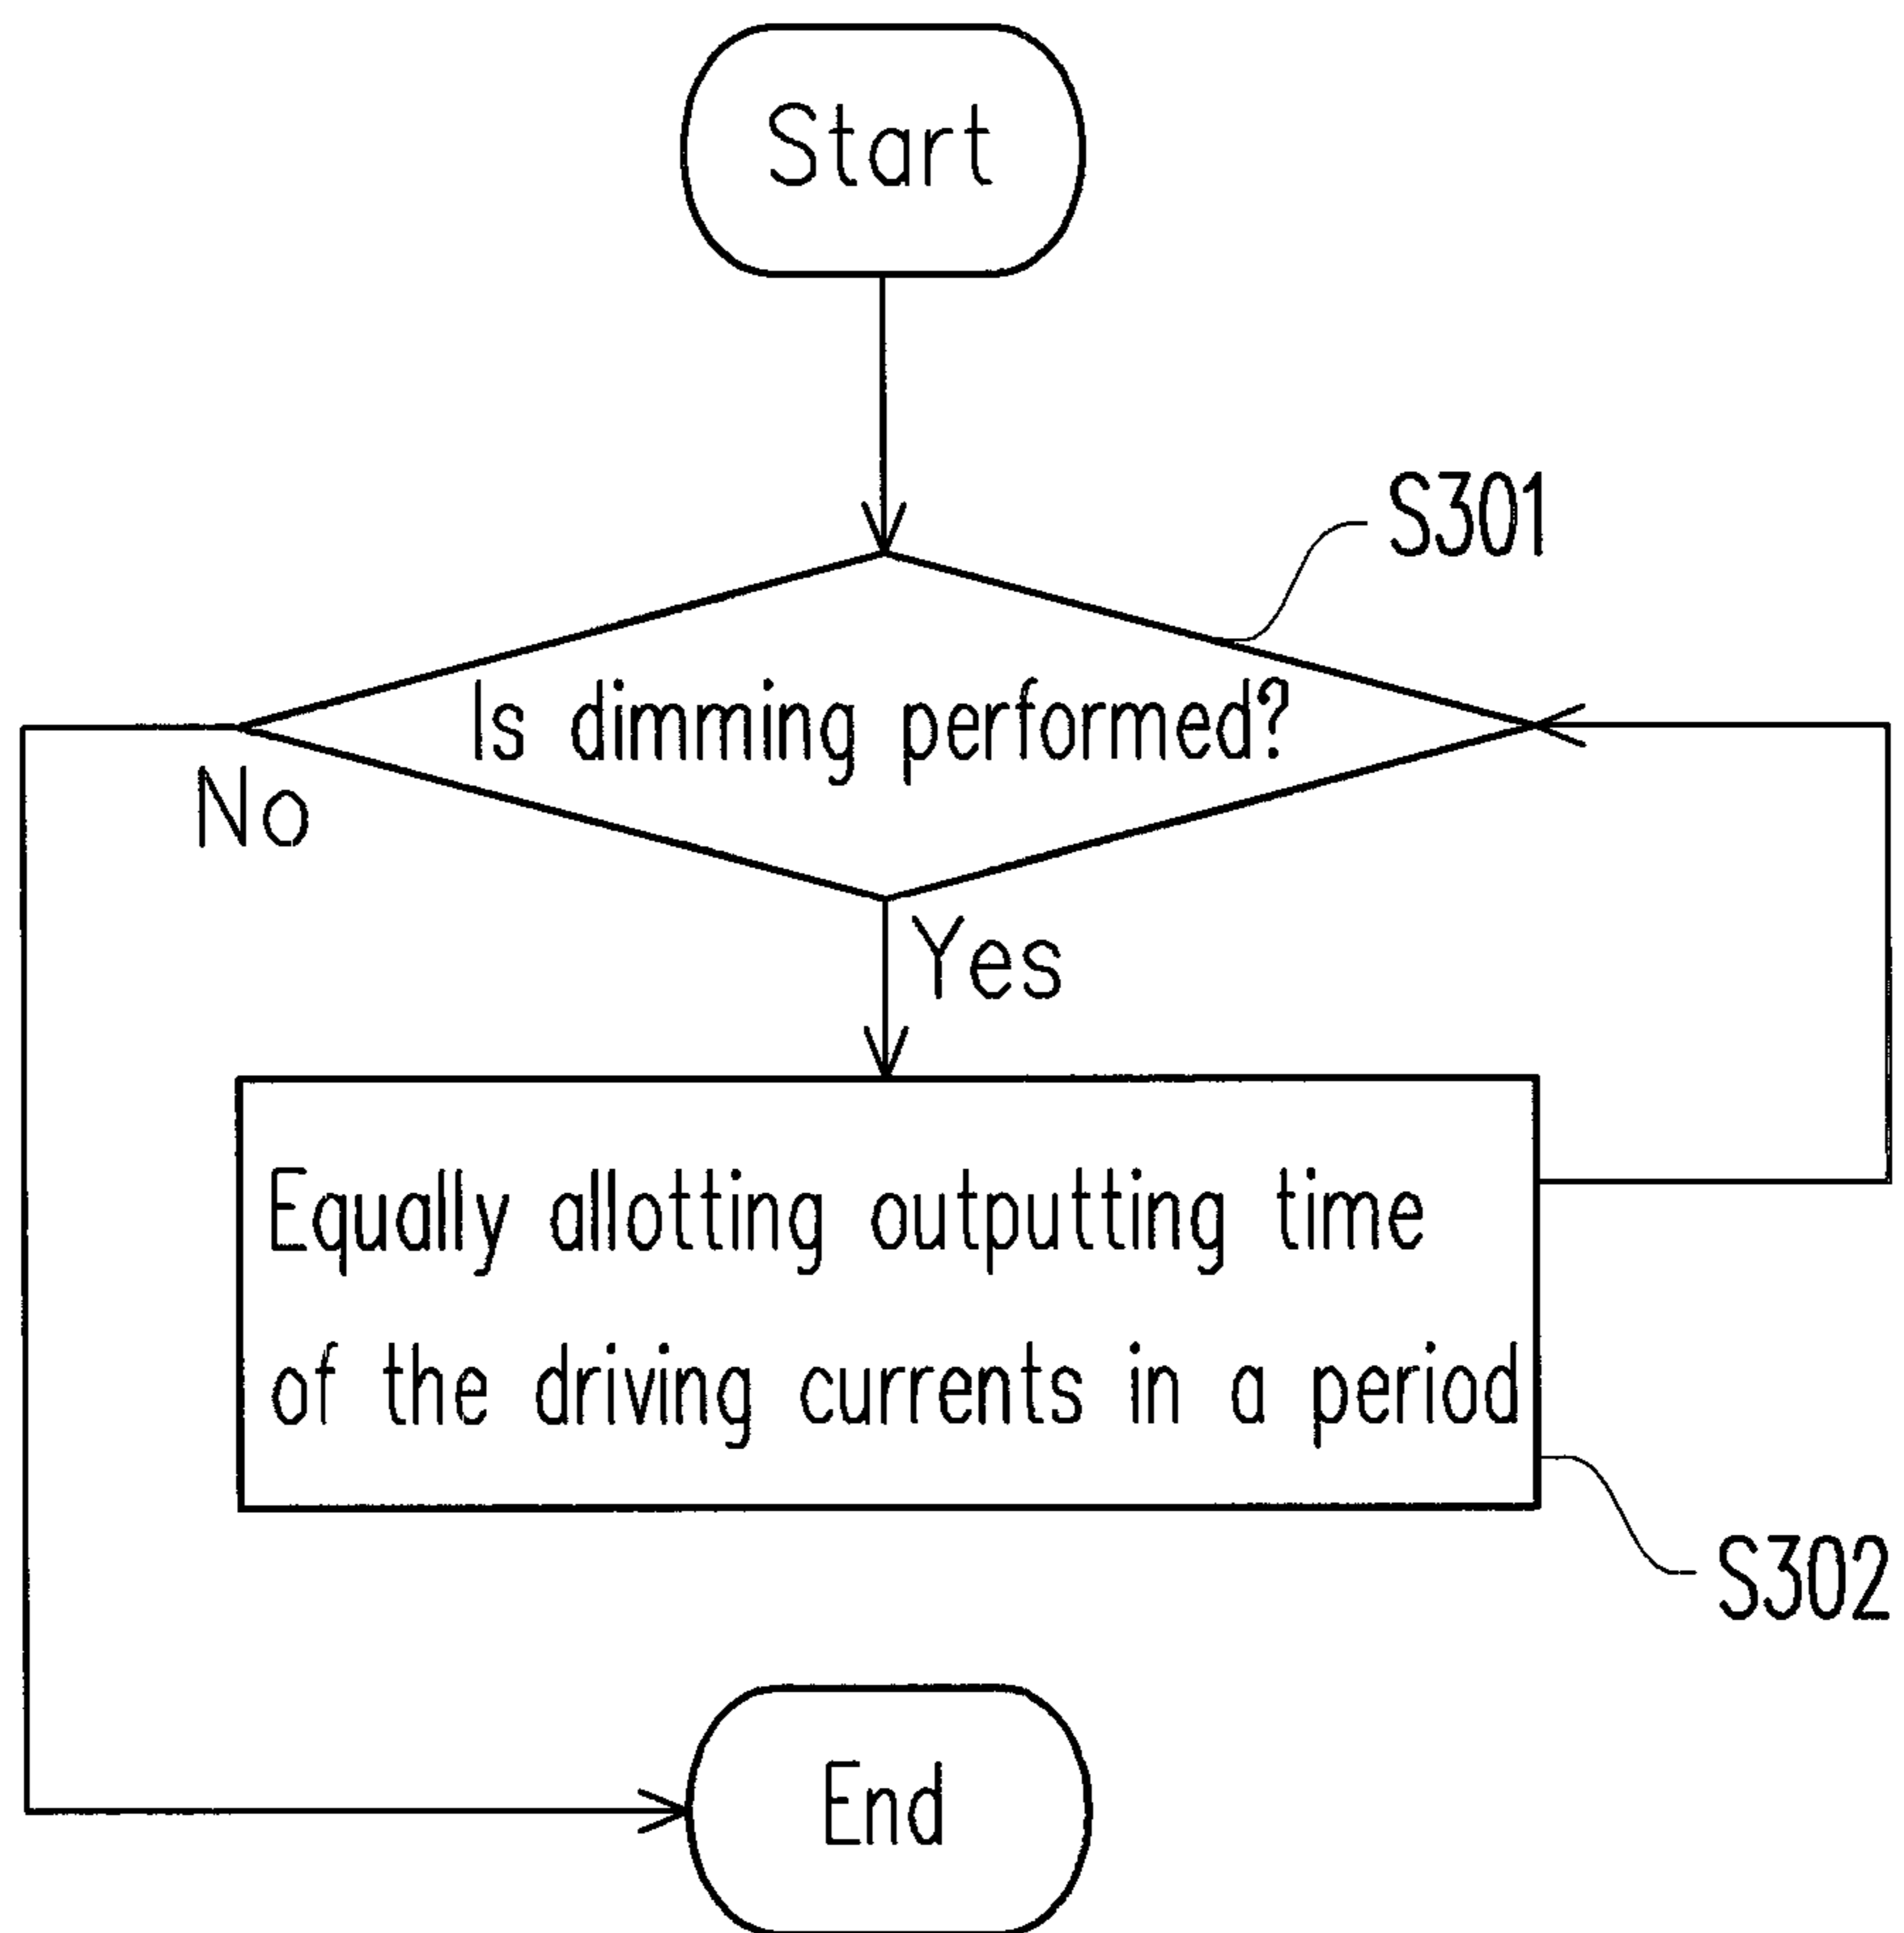 Start
S301
Is dimming performed?
No
Yes
Equally allotting outputting time
of the driving currents in a period
S302
End